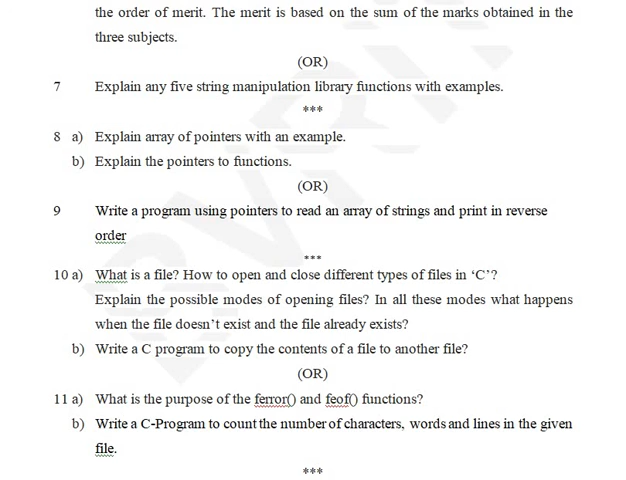 the order of merit. The merit is based on the sum of the marks obtained in the
three subjects.
(OR)
7 Explain any five string manipulation library functions with examples.
***
8 a) Explain array of pointers with an example.
b) Explain the pointers to functions.
(OR)
9 Write a program using pointers to read an array of strings and print in reverse
order
***
10 a) What is a file? How to open and close different types of files in ‘C’?
Explain the possible modes of opening files? In all these modes what happens
when the file doesn’t exist and the file already exists?
b) Write a C program to copy the contents of a file to another file?
(OR)
11 a) What is the purpose of the ferror() and feof() functions?
b) Write a C-Program to count the number of characters, words and lines in the given
file.
***